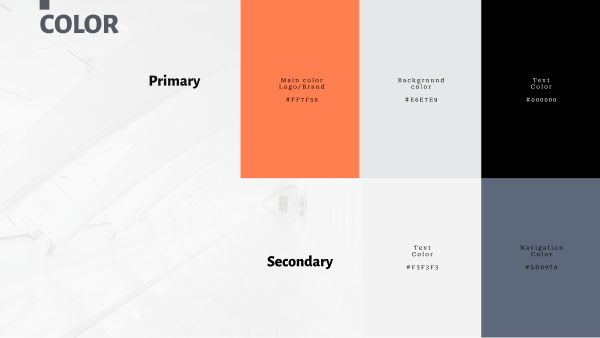 COLOR
Primary
Main color
Logo/Brand
#FF7F50
Background
color
#E6E7E9
Text
Color
#000000
Secondary
Text
Color
#F3F3F3
Navigation
Color
#5D697A